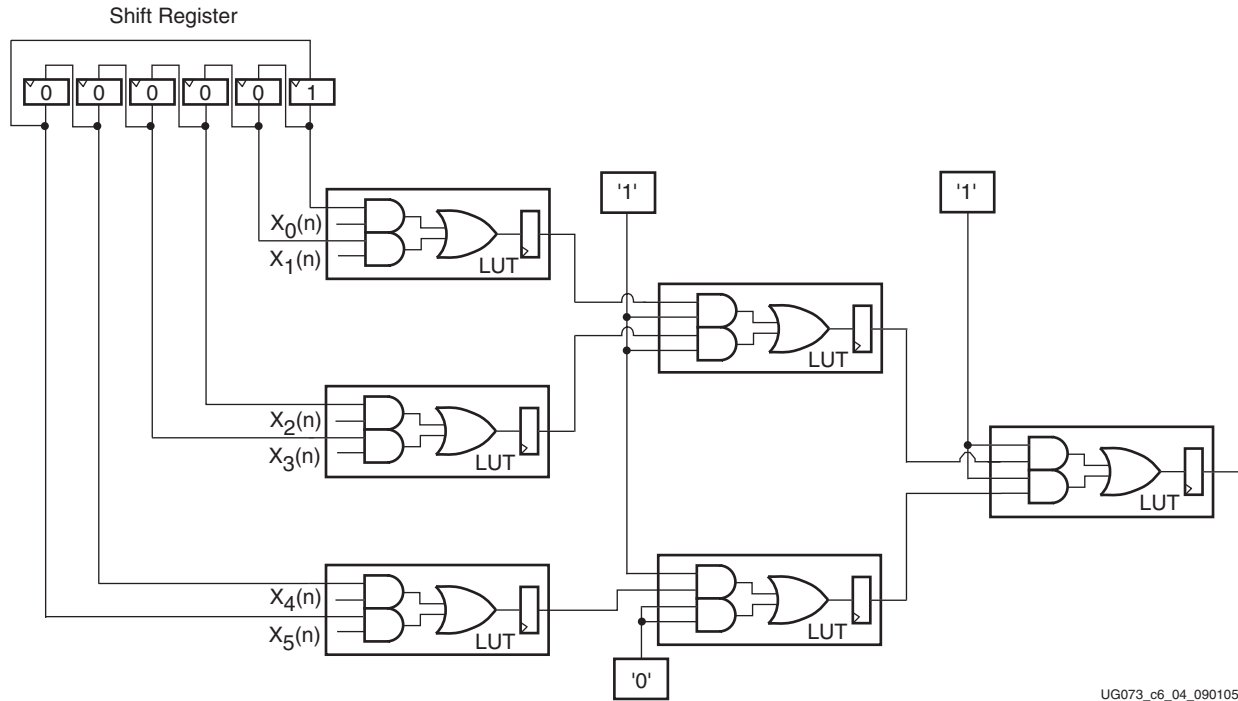 Shift Register
0 0 0 0 0 1
'1'
'1'
X0(n)
X1(n)
LUT
LUT
X2(n)
X3(n)
LUT
LUT
X4(n)
X5(n)
LUT
LUT
'0'
UG073_c6_04_090105